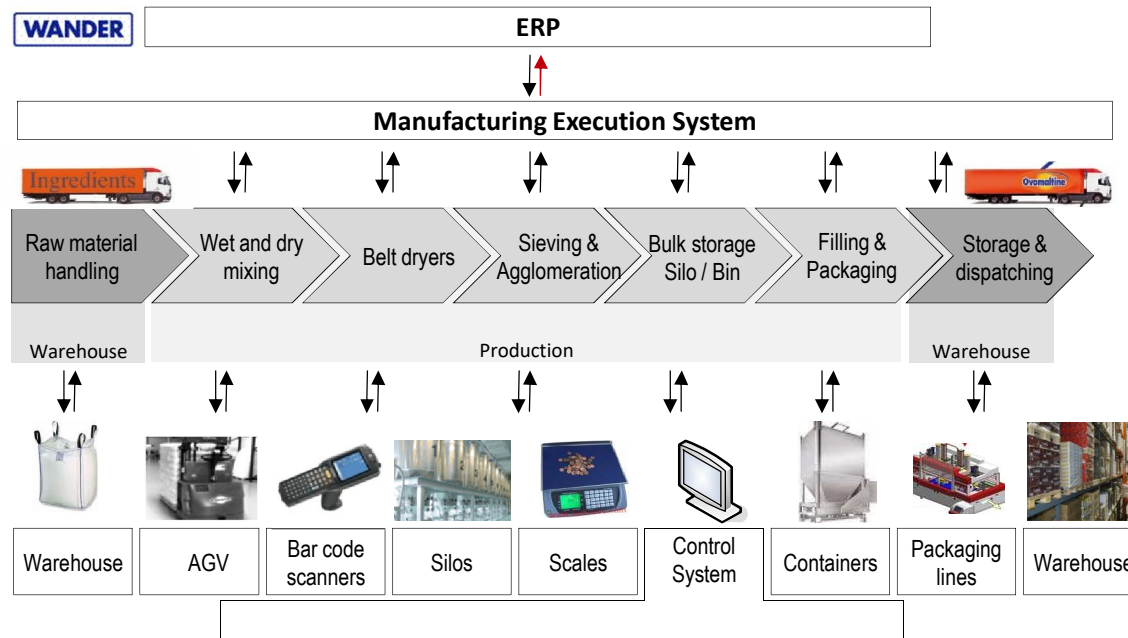 WANDER
ERP
Manufacturing Execution System
Ingredients
Ovomaltine
Raw material
handling
Wet and dry
mixing
Belt dryers
Sieving &
Agglomeration
Bulk storage
Silo / Bin
Filling &
Packaging
Storage &
dispatching
Warehouse
Production
Warehouse
1
2
Warehouse
AGV
Bar code
scanners
Silos
Scales
Control
System
Containers
Packaging
lines
Warehouse